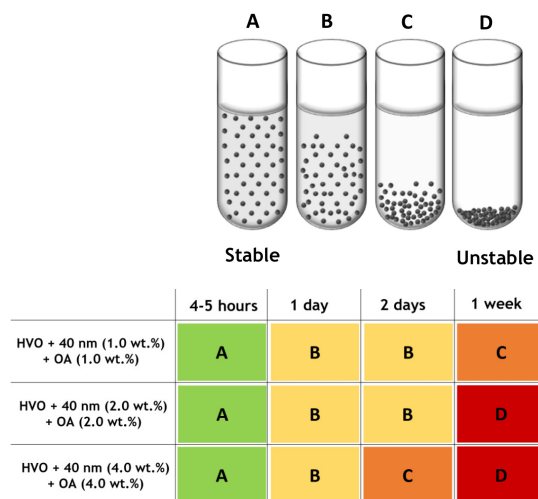 A B C D
Stable Unstable
4-5 hours 1 day 2 days 1 week
HVO + 40 nm (1.0 wt.%)
+ OA (1.0 wt.%)
A B B C
HVO + 40 nm (2.0 wt.%)
+ OA (2.0 wt.%)
A B B D
HVO + 40 nm (4.0 wt.%)
+ OA (4.0 wt.%)
A B C D